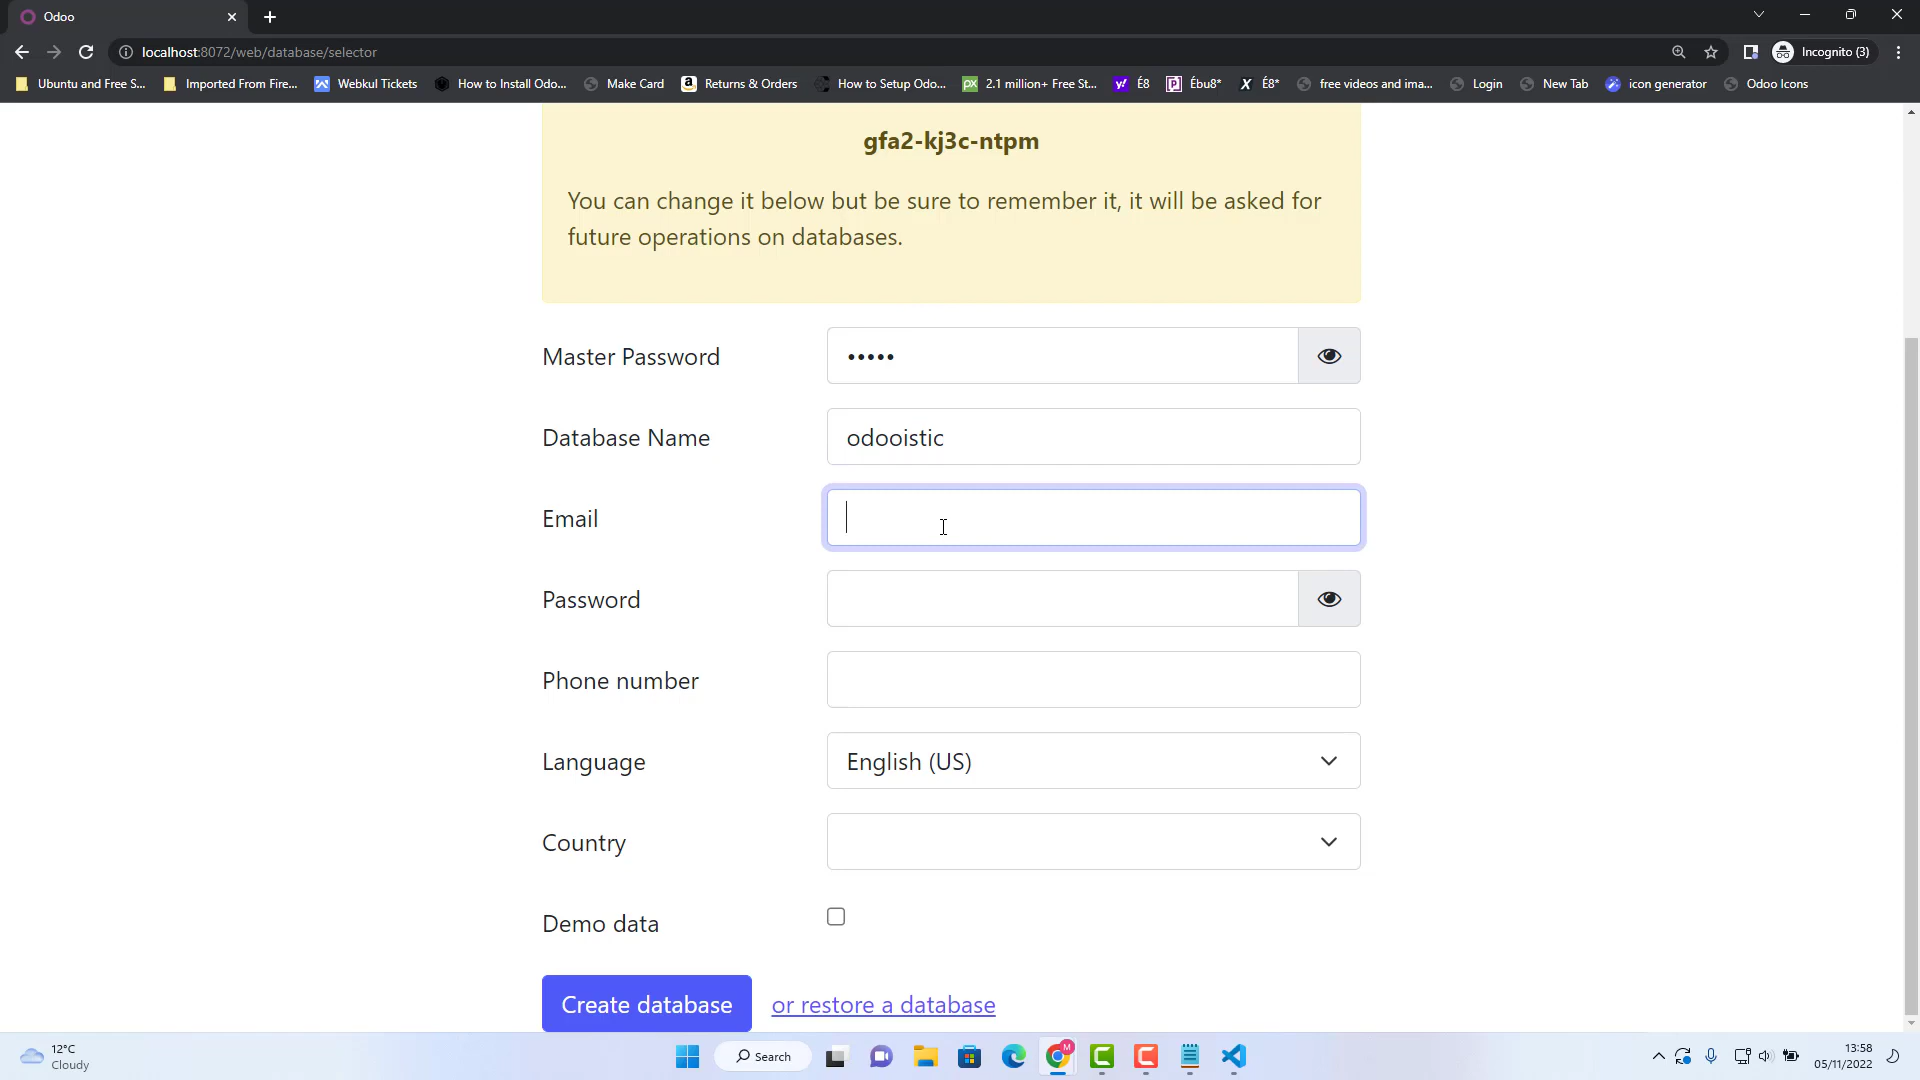 Odoo
localhost:8072/web/database/selector
Incognito (3)
Ubuntu and Free S...
Imported From Fire...
Webkul Tickets
How to Install Odo...
Make Card
Returns & Orders
How to Setup Odo...
2.1 million+ Free St...
É8
Ébu8*
É8*
free videos and ima...
Login
New Tab
icon generator
Odoo Icons
gfa2-kj3c-ntpm
You can change it below but be sure to remember it, it will be asked for
future operations on databases.
Master Password
•••••
Database Name
odooistic
Email
Password
Phone number
Language
English (US)
Country
Demo data
Create database
or restore a database
12°C
Cloudy
Search
13:58
05/11/2022